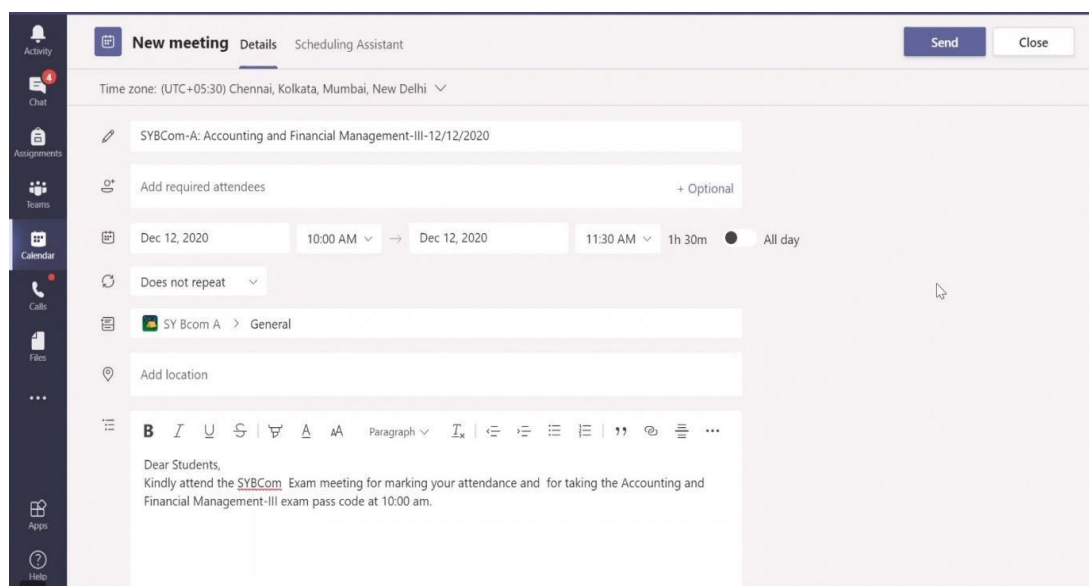 Activity
4
Chat
Assignments
Teams
Calendar
Calls
Files
Apps
Help
New meeting Details Scheduling Assistant
Send Close
Time zone: (UTC+05:30) Chennai, Kolkata, Mumbai, New Delhi
SYBCom-A: Accounting and Financial Management-III-12/12/2020
Add required attendees + Optional
Dec 12, 2020 10:00 AM → Dec 12, 2020 11:30 AM 1h 30m All day
Does not repeat
SY Bcom A > General
Add location
B I U S A AA Paragraph Tx
Dear Students,
Kindly attend the SYBCom Exam meeting for marking your attendance and for taking the Accounting and
Financial Management-III exam pass code at 10:00 am.